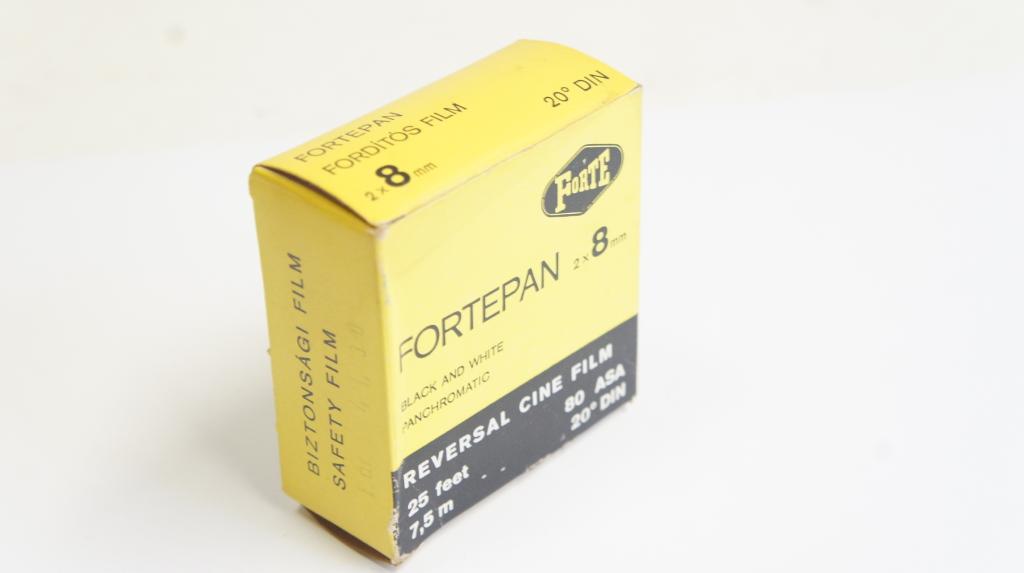 FORTEPAN
FORDÍTÓS FILM
2 x 8 mm
20° DIN
FORTE
FORTEPAN 2 x 8 mm
BLACK AND WHITE
PANCHROMATIC
REVERSAL CINE FILM
25 feet
7,5 m
80 ASA
20° DIN
BIZTONSÁGI FILM
SAFETY FILM